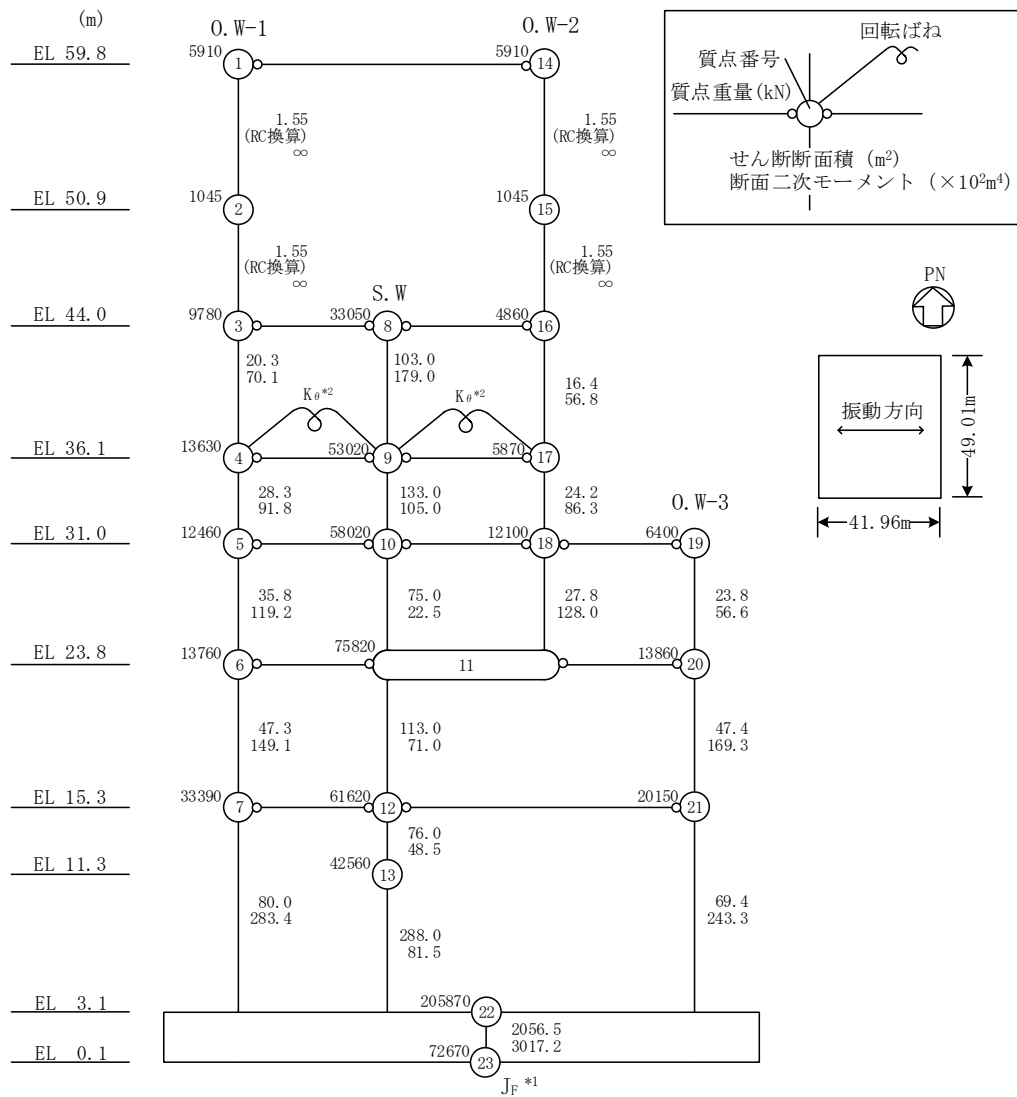 (m)
O.W-1
O.W-2
EL 59.8
5910
1
5910
14
1.55
(RC換算)
∞
1.55
(RC換算)
∞
EL 50.9
1045
2
1045
15
1.55
(RC換算)
∞
1.55
(RC換算)
∞
S.W
EL 44.0
9780
3
33050
8
4860
16
20.3
70.1
103.0
179.0
16.4
56.8
Kθ*2
Kθ*2
EL 36.1
13630
4
53020
9
5870
17
28.3
91.8
133.0
105.0
24.2
86.3
O.W-3
EL 31.0
12460
5
58020
10
12100
18
6400
19
35.8
119.2
75.0
22.5
27.8
128.0
23.8
56.6
EL 23.8
13760
6
75820
11
13860
20
47.3
149.1
113.0
71.0
47.4
169.3
EL 15.3
33390
7
61620
12
20150
21
76.0
48.5
EL 11.3
42560
13
80.0
283.4
288.0
81.5
69.4
243.3
EL 3.1
205870
22
2056.5
3017.2
EL 0.1
72670
23
JF *1
回転ばね
質点番号
質点重量(kN)
せん断断面積 (m²)
断面二次モーメント (×10²m⁴)
PN
振動方向
49.01m
41.96m